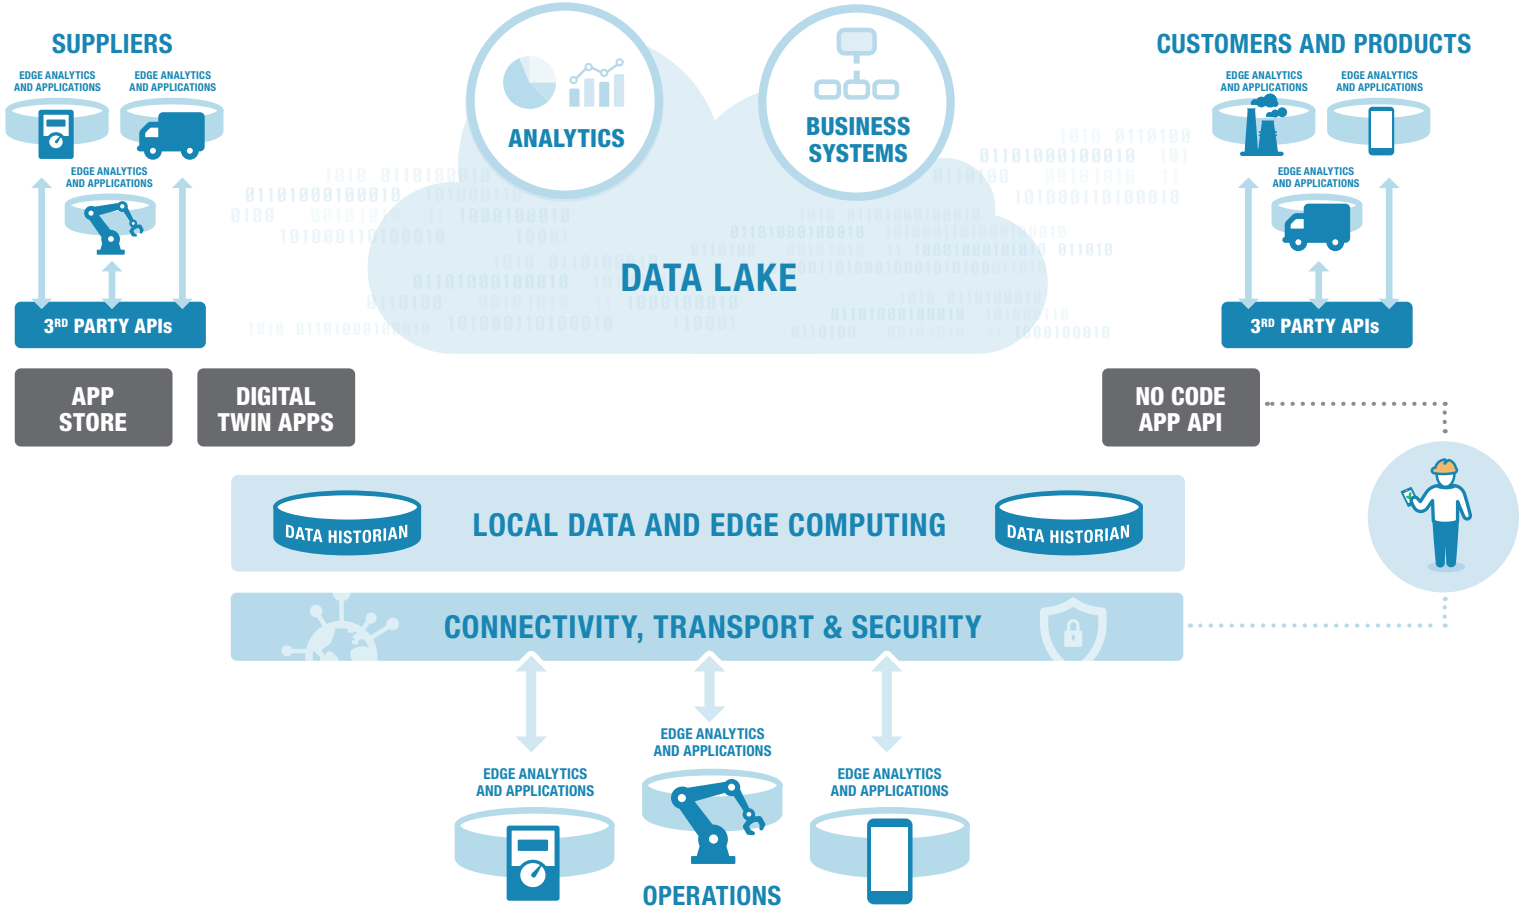 SUPPLIERS
EDGE ANALYTICS
AND APPLICATIONS
EDGE ANALYTICS
AND APPLICATIONS
EDGE ANALYTICS
AND APPLICATIONS
3RD PARTY APIs
ANALYTICS
BUSINESS
SYSTEMS
DATA LAKE
CUSTOMERS AND PRODUCTS
EDGE ANALYTICS
AND APPLICATIONS
EDGE ANALYTICS
AND APPLICATIONS
EDGE ANALYTICS
AND APPLICATIONS
3RD PARTY APIs
APP
STORE
DIGITAL
TWIN APPS
NO CODE
APP API
DATA HISTORIAN
LOCAL DATA AND EDGE COMPUTING
DATA HISTORIAN
CONNECTIVITY, TRANSPORT & SECURITY
EDGE ANALYTICS
AND APPLICATIONS
EDGE ANALYTICS
AND APPLICATIONS
EDGE ANALYTICS
AND APPLICATIONS
OPERATIONS